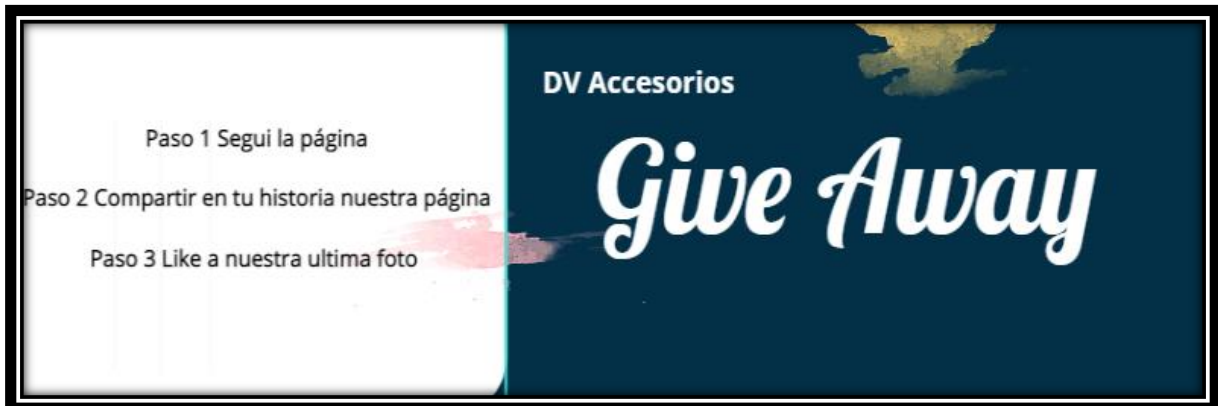 Paso 1 Segui la página
Paso 2 Compartir en tu historia nuestra página
Paso 3 Like a nuestra ultima foto
DV Accesorios
Give Away